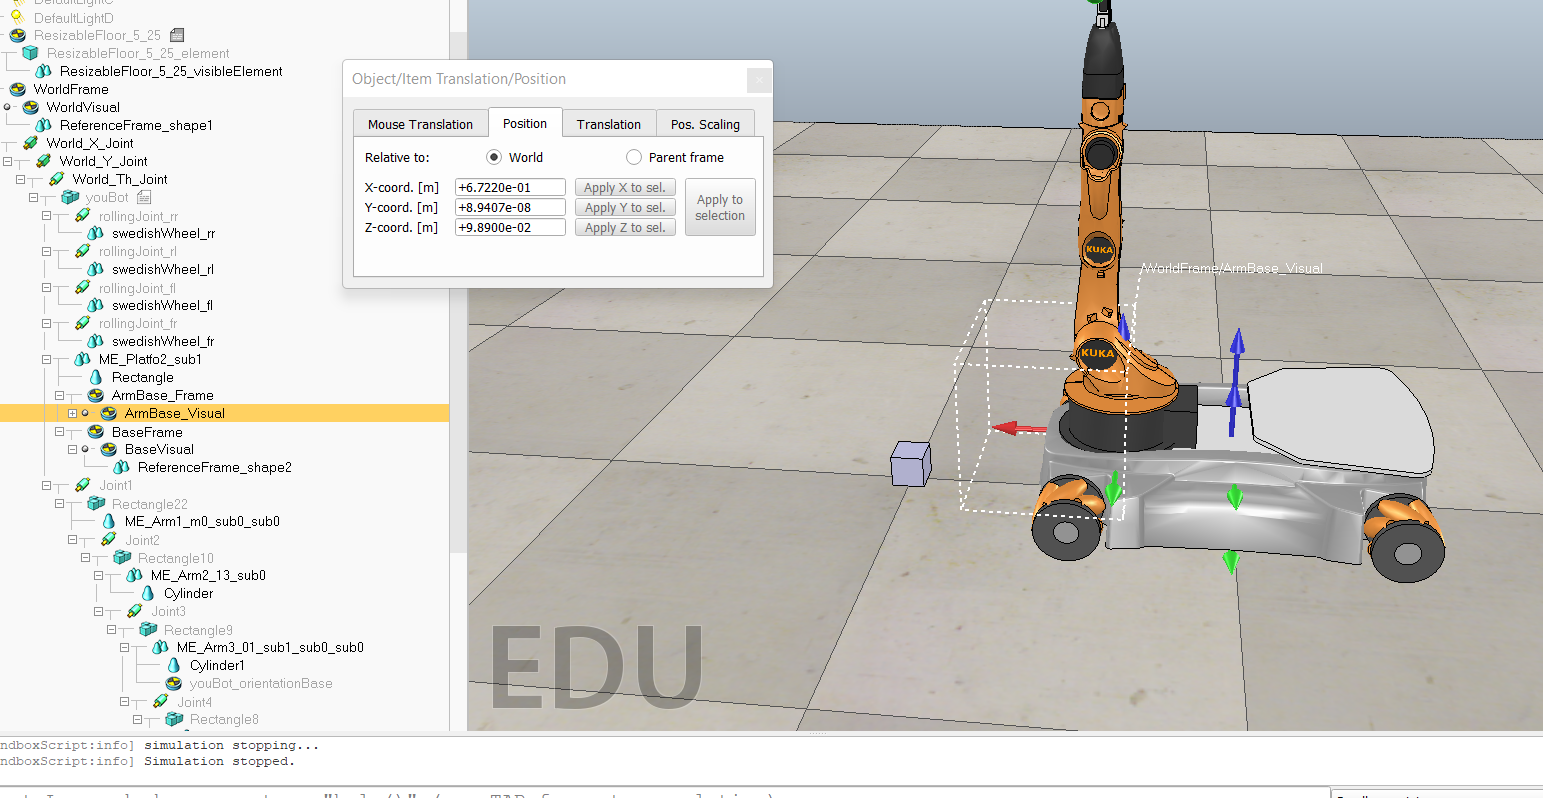 DefaultLightC
DefaultLightD
ResizableFloor_5_25
ResizableFloor_5_25_element
ResizableFloor_5_25_visibleElement
WorldFrame
WorldVisual
ReferenceFrame_shape1
World_X_Joint
World_Y_Joint
World_Th_Joint
youBot
rollingJoint_rr
swedishWheel_rr
rollingJoint_rl
swedishWheel_rl
rollingJoint_fl
swedishWheel_fl
rollingJoint_fr
swedishWheel_fr
ME_Platfo2_sub1
Rectangle
ArmBase_Frame
ArmBase_Visual
BaseFrame
BaseVisual
ReferenceFrame_shape2
Joint1
Rectangle22
ME_Arm1_m0_sub0_sub0
Joint2
Rectangle10
ME_Arm2_13_sub0
Cylinder
Joint3
Rectangle9
ME_Arm3_01_sub1_sub0_sub0
Cylinder1
youBot_orientationBase
Joint4
Rectangle8
Object/Item Translation/Position
Mouse Translation Position Translation Pos. Scaling
Relative to: World Parent frame
X-coord. [m] +6.7220e-01 Apply X to sel.
Y-coord. [m] +8.9407e-08 Apply Y to sel.
Z-coord. [m] +9.8900e-02 Apply Z to sel.
Apply to
selection
KUKA
/WorldFrame/ArmBase_Visual
KUKA
EDU
ndboxScript:info] simulation stopping...
ndboxScript:info] Simulation stopped.